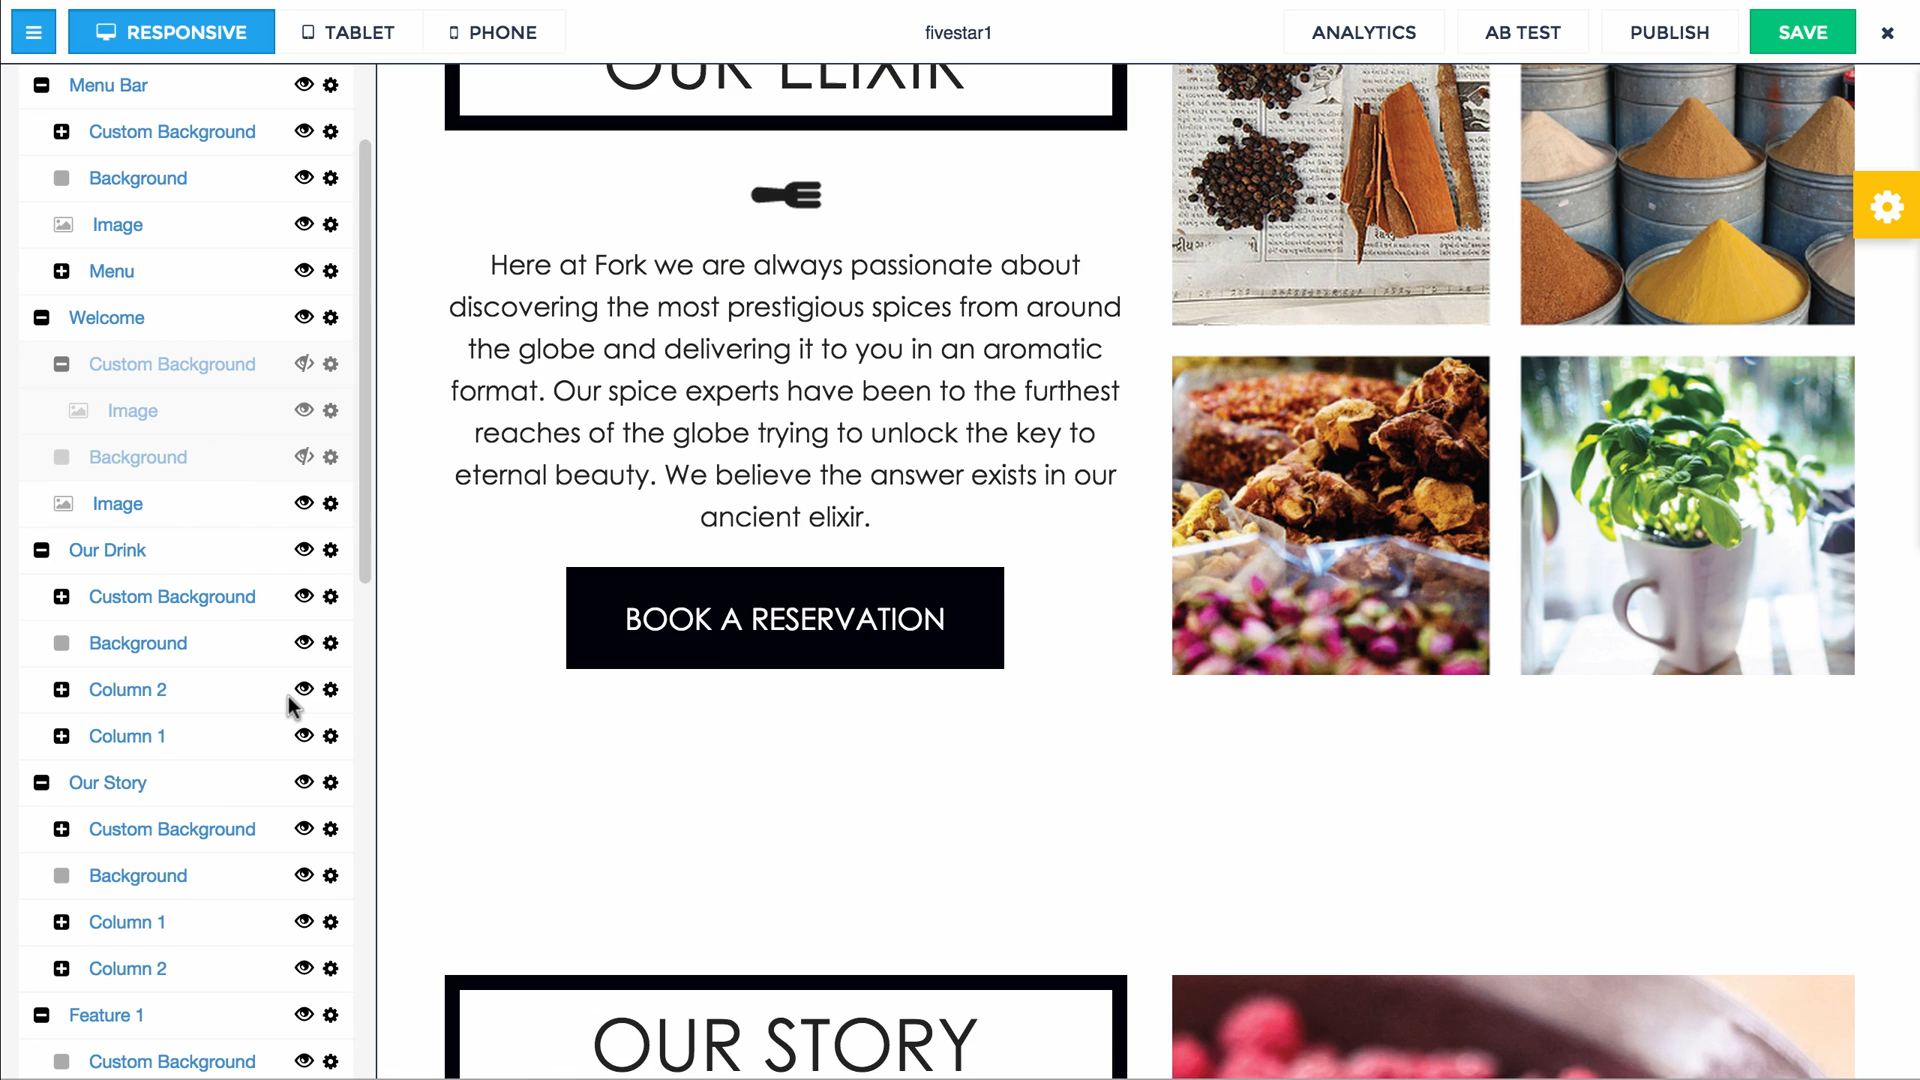 RESPONSIVE
TABLET
PHONE
fivestar1
ANALYTICS
AB TEST
PUBLISH
SAVE
Menu Bar
Custom Background
Background
Image
Menu
Welcome
Custom Background
Image
Background
Image
Our Drink
Custom Background
Background
Column 2
Column 1
Our Story
Custom Background
Background
Column 1
Column 2
Feature 1
Custom Background
OUR ELIXIR
Here at Fork we are always passionate about
discovering the most prestigious spices from around
the globe and delivering it to you in an aromatic
format. Our spice experts have been to the furthest
reaches of the globe trying to unlock the key to
eternal beauty. We believe the answer exists in our
ancient elixir.
BOOK A RESERVATION
OUR STORY